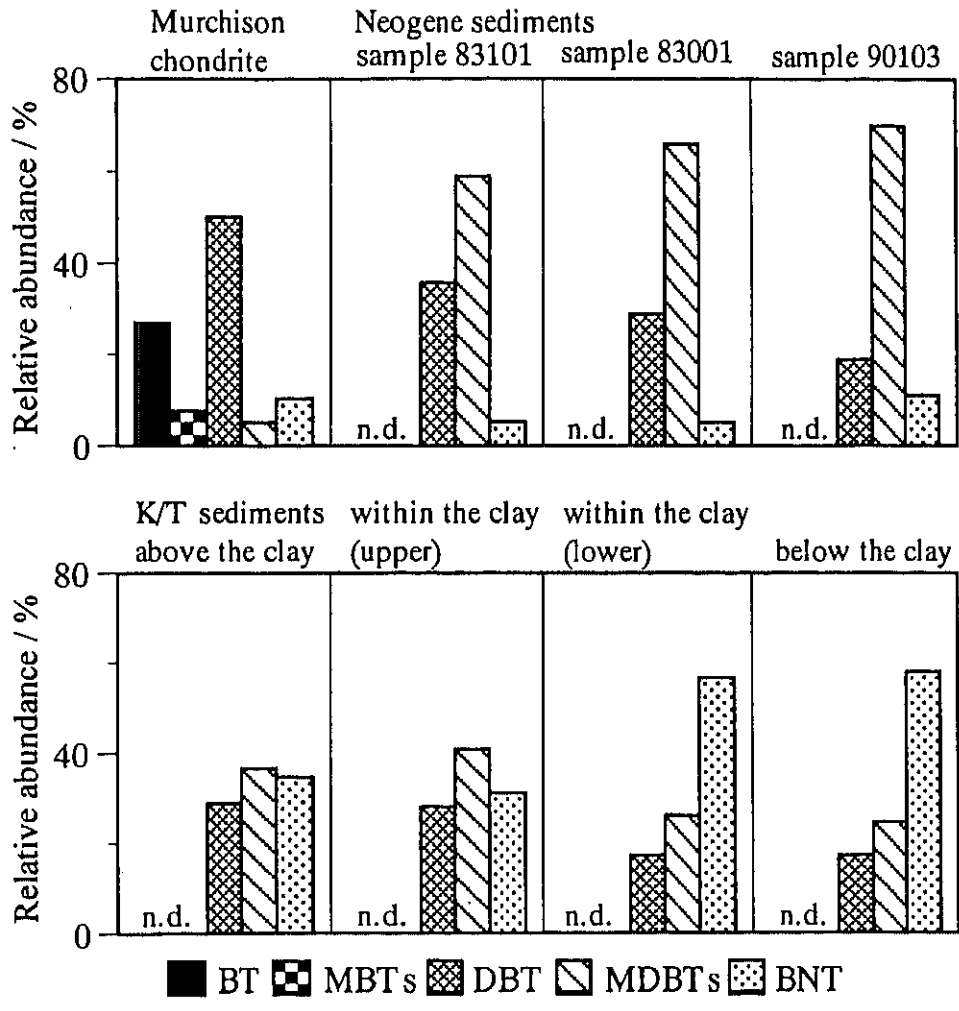 Murchison
chondrite
Neogene sediments
sample 83101
sample 83001
sample 90103
Relative abundance / %
80
40
0
n.d.
n.d.
n.d.
K/T sediments
above the clay
within the clay
(upper)
within the clay
(lower)
below the clay
Relative abundance / %
80
40
0
n.d.
n.d.
n.d.
n.d.
BT MBTs DBT MDBTs BNT